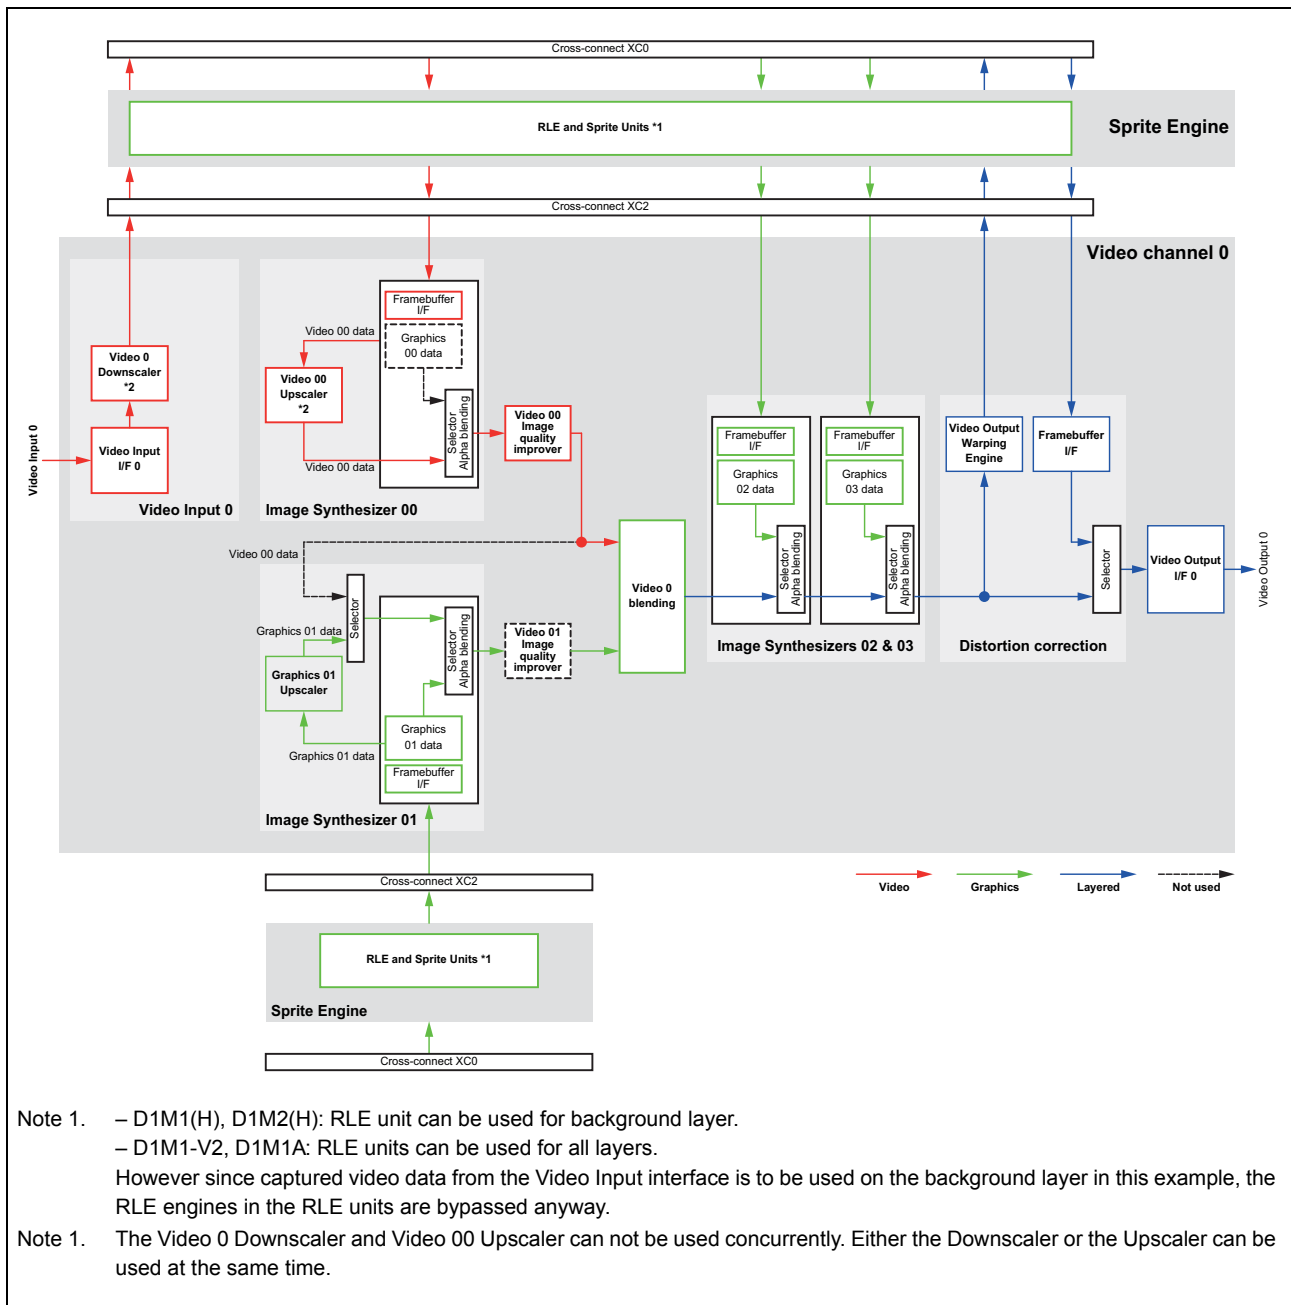 Cross-connect XC0
RLE and Sprite Units *1
Sprite Engine
Cross-connect XC2
Video channel 0
Video Input 0
Video 0
Downscaler
*2
Video Input
I/F 0
Video Input 0
Framebuffer
I/F
Video 00 data
Graphics
00 data
Video 00
Upscaler
*2
Selector
Alpha blending
Video 00 data
Image Synthesizer 00
Video 00
Image
quality
improver
Video 00 data
Selector
Graphics 01 data
Graphics 01
Upscaler
Selector
Alpha blending
Graphics
01 data
Graphics 01 data
Framebuffer
I/F
Image Synthesizer 01
Video 01
Image
quality
improver
Video 0
blending
Framebuffer
I/F
Graphics
02 data
Selector
Alpha blending
Framebuffer
I/F
Graphics
03 data
Selector
Alpha blending
Image Synthesizers 02 & 03
Video Output
Warping
Engine
Framebuffer
I/F
Selector
Distortion correction
Video Output
I/F 0
Video Output 0
Cross-connect XC2
RLE and Sprite Units *1
Sprite Engine
Cross-connect XC0
Video
Graphics
Layered
Not used
Note 1. – D1M1(H), D1M2(H): RLE unit can be used for background layer.
– D1M1-V2, D1M1A: RLE units can be used for all layers.
However since captured video data from the Video Input interface is to be used on the background layer in this example, the
RLE engines in the RLE units are bypassed anyway.
Note 1. The Video 0 Downscaler and Video 00 Upscaler can not be used concurrently. Either the Downscaler or the Upscaler can be
used at the same time.